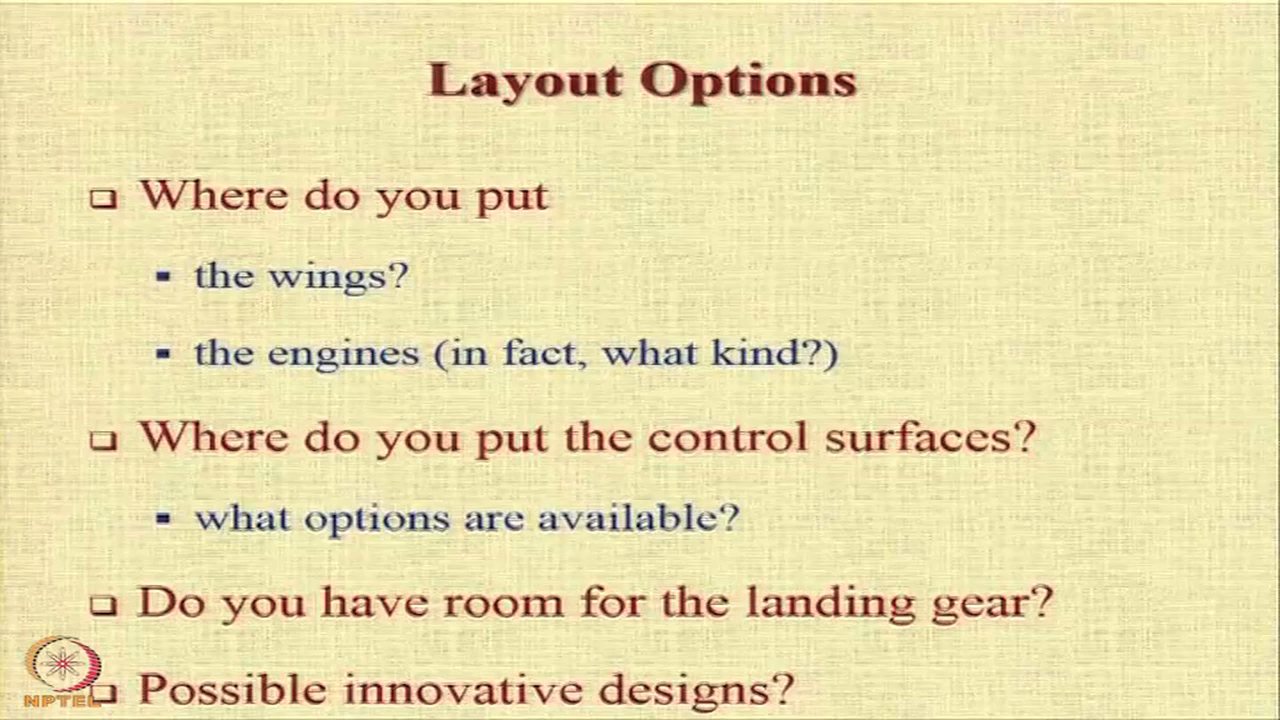 Layout Options
Where do you put
the wings?
the engines (in fact, what kind?)
Where do you put the control surfaces?
what options are available?
Do you have room for the landing gear?
Possible innovative designs?
NPTEL